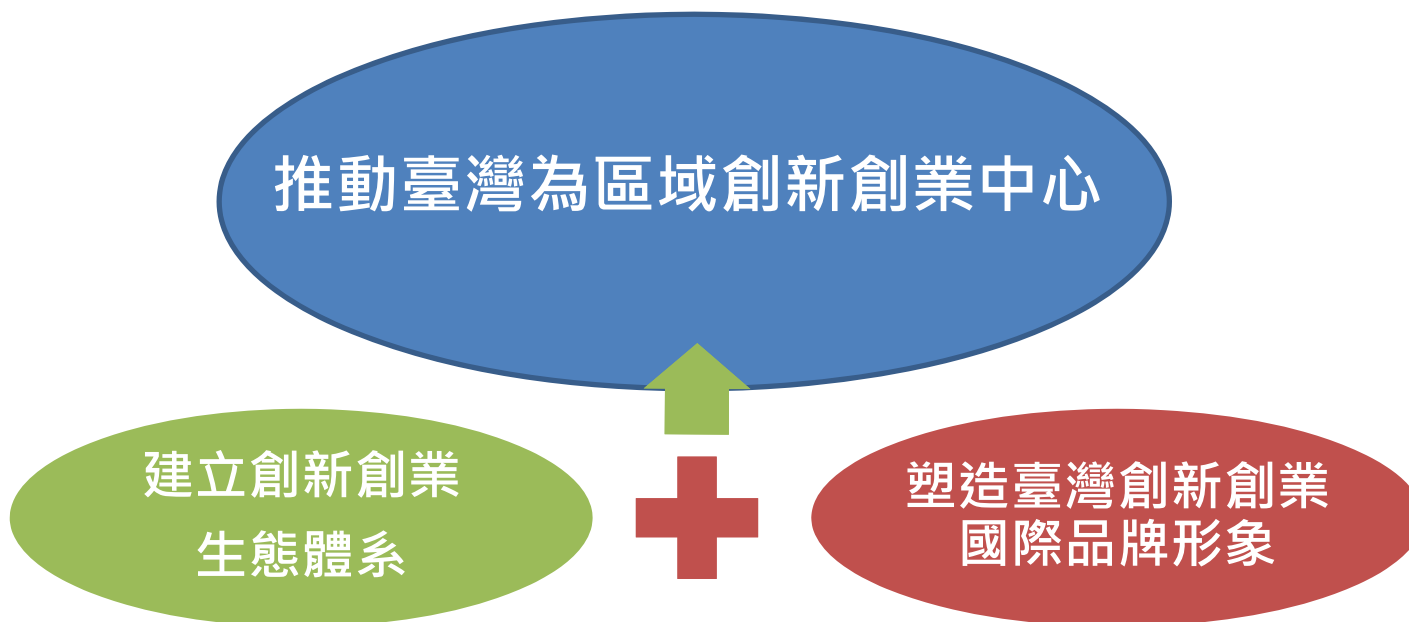 推動臺灣為區域創新創業中心
建立創新創業
生態體系
塑造臺灣創新創業
國際品牌形象